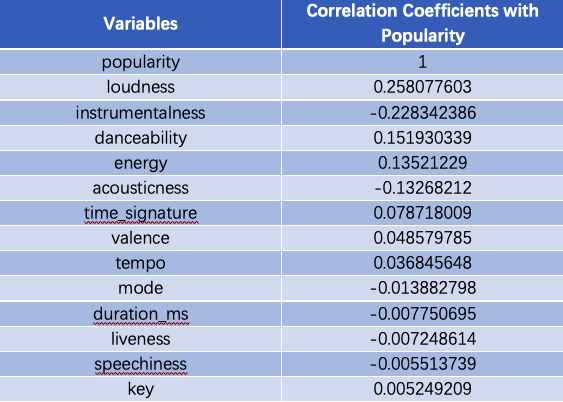 Variables
Correlation Coefficients with
Popularity
popularity 1
loudness 0.258077603
instrumentalness -0.228342386
danceability 0.151930339
energy 0.13521229
acousticness -0.13268212
time_signature 0.078718009
valence 0.048579785
tempo 0.036845648
mode -0.013882798
duration_ms -0.007750695
liveness -0.007248614
speechiness -0.005513739
key 0.005249209